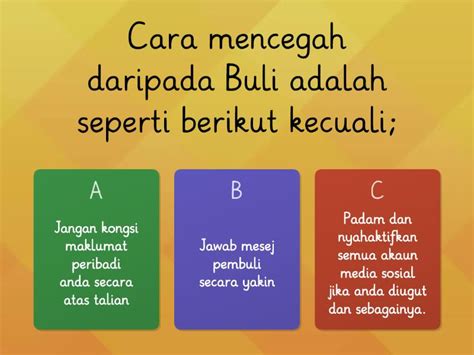 Cara mencegah
daripada Buli adalah
seperti berikut kecuali;
A
Jangan kongsi
maklumat
peribadi
anda secara
atas talian
B
Jawab mesej
pembuli
secara yakin
C
Padam dan
nyahaktifkan
semua akaun
media sosial
jika anda diugut
dan sebagainya.